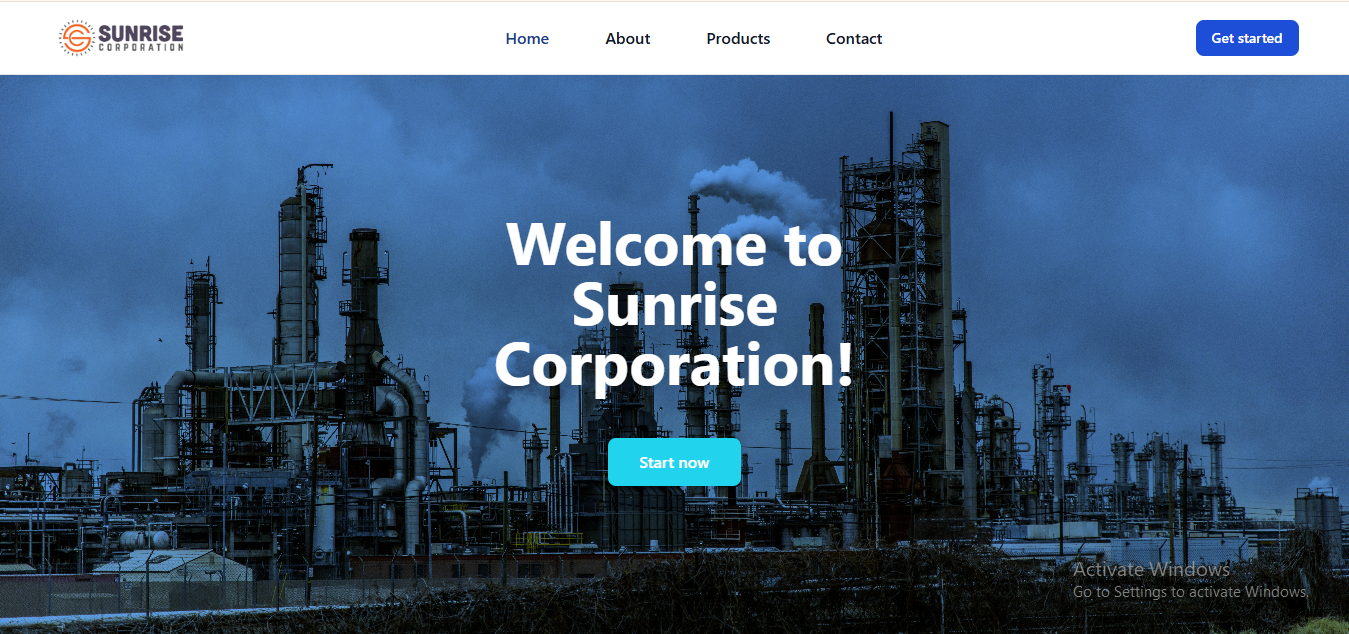 SUNRISE
CORPORATION
Home
About
Products
Contact
Get started
Welcome to
Sunrise
Corporation!
Start now
Activate Windows
Go to Settings to activate Windows.